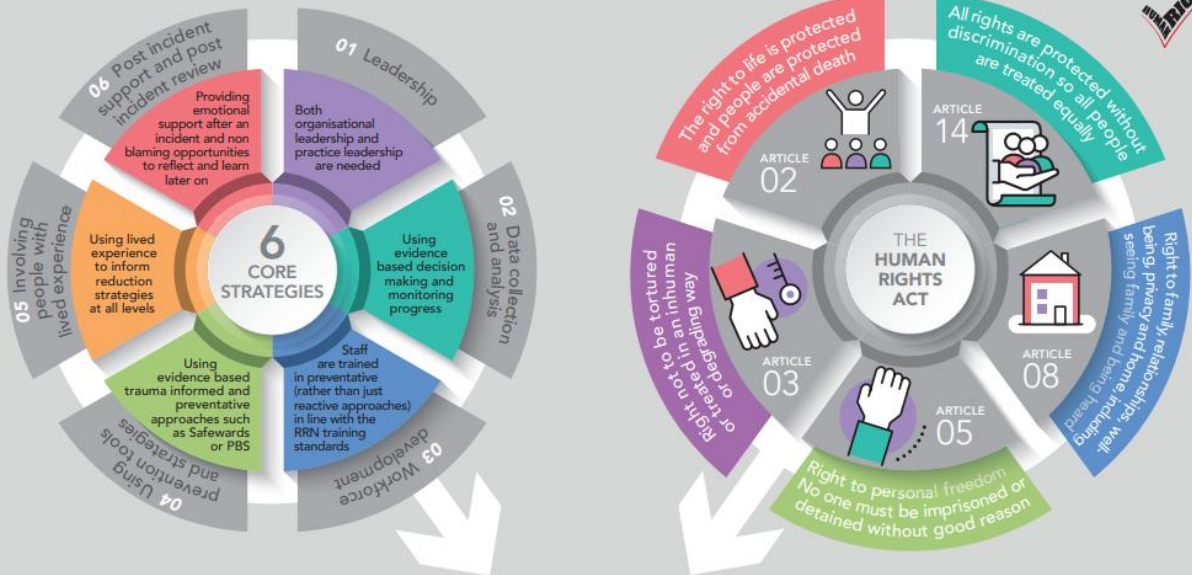 06 Post incident
support and post
incident review
Providing
emotional
support after an
incident and non
blaming opportunities
to reflect and learn
later on
01 Leadership
Both
organisational
leadership and
practice leadership
are needed
02 Data collection
and analysis
Using
evidence
based decision
making and
monitoring
progress
03 Workforce
development
Staff
are trained
in preventative
(rather than just
reactive approaches)
in line with the
RRN training
standards
04 Using
prevention tools
and strategies
Using
evidence based
trauma informed and
preventative
approaches such
as Safewards
or PBS
05 Involving
people with
lived experience
Using lived
experience
to inform
reduction
strategies
at all levels
6
CORE
STRATEGIES
The right to life is protected
and people are protected
from accidental death
ARTICLE
02
All rights are protected without
discrimination so all people
are treated equally
ARTICLE
14
Right not to be tortured
or treated in an inhuman
or degrading way
ARTICLE
03
Right to family, relationships, well-
being, privacy and home including
seeing family and being heard
ARTICLE
08
Right to personal freedom
No one must be imprisoned or
detained without good reason
ARTICLE
05
THE
HUMAN
RIGHTS
ACT